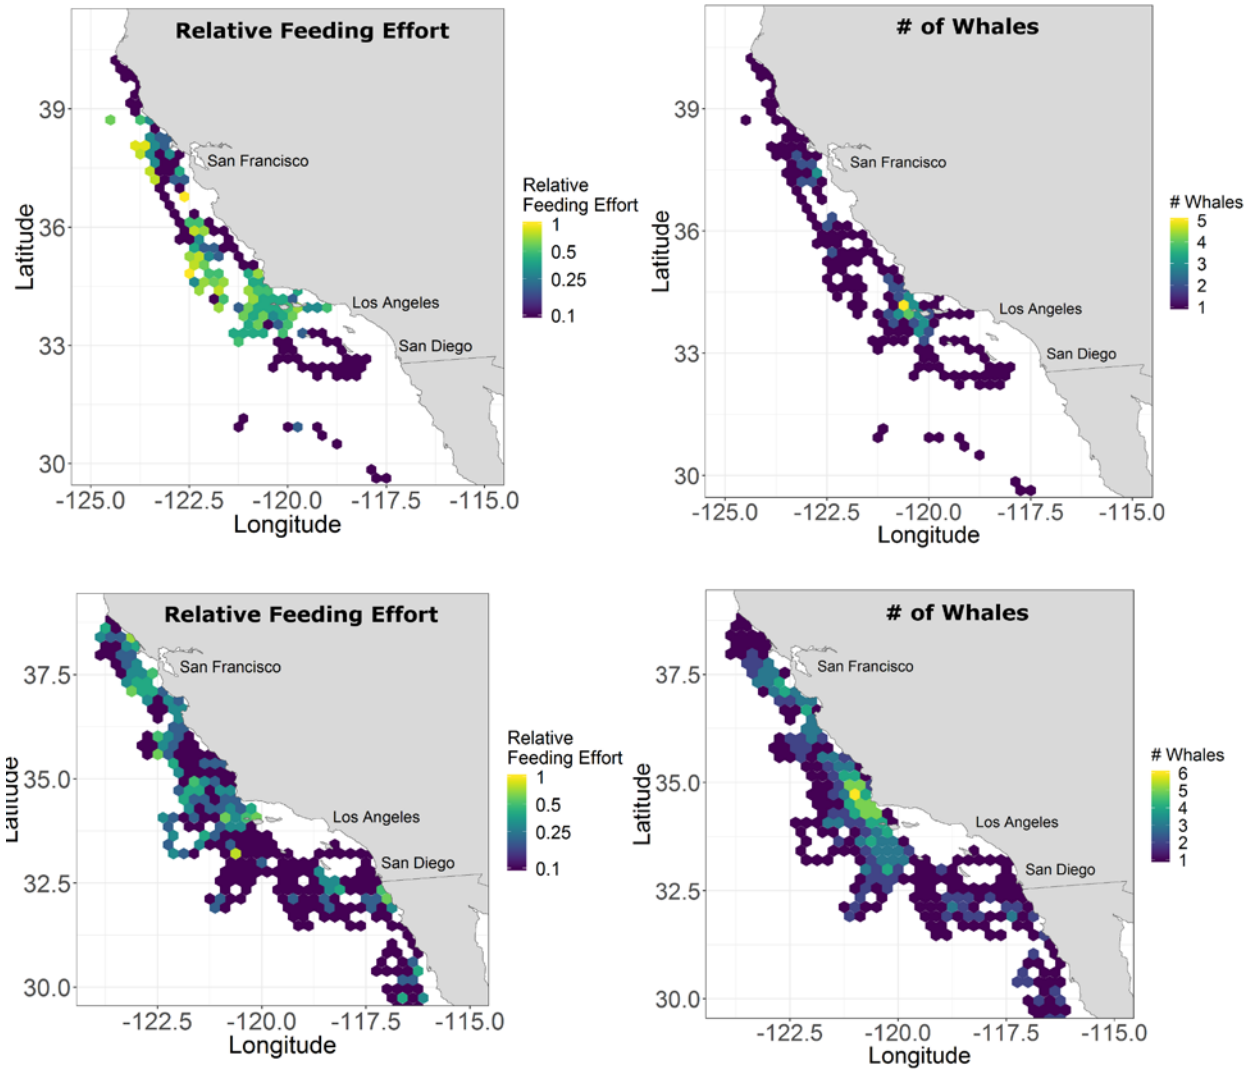 Relative Feeding Effort
39
36
33
30
Latitude
San Francisco
Los Angeles
San Diego
-125.0 -122.5 -120.0 -117.5 -115.0
Longitude
Relative
Feeding Effort
1
0.5
0.25
0.1
# of Whales
39
36
33
30
Latitude
San Francisco
Los Angeles
San Diego
-125.0 -122.5 -120.0 -117.5 -115.0
Longitude
# Whales
5
4
3
2
1
Relative Feeding Effort
37.5
35.0
32.5
30.0
Latitude
San Francisco
Los Angeles
San Diego
-122.5 -120.0 -117.5 -115.0
Longitude
Relative
Feeding Effort
1
0.5
0.25
0.1
# of Whales
37.5
35.0
32.5
30.0
Latitude
San Francisco
Los Angeles
San Diego
-122.5 -120.0 -117.5 -115.0
Longitude
# Whales
6
5
4
3
2
1